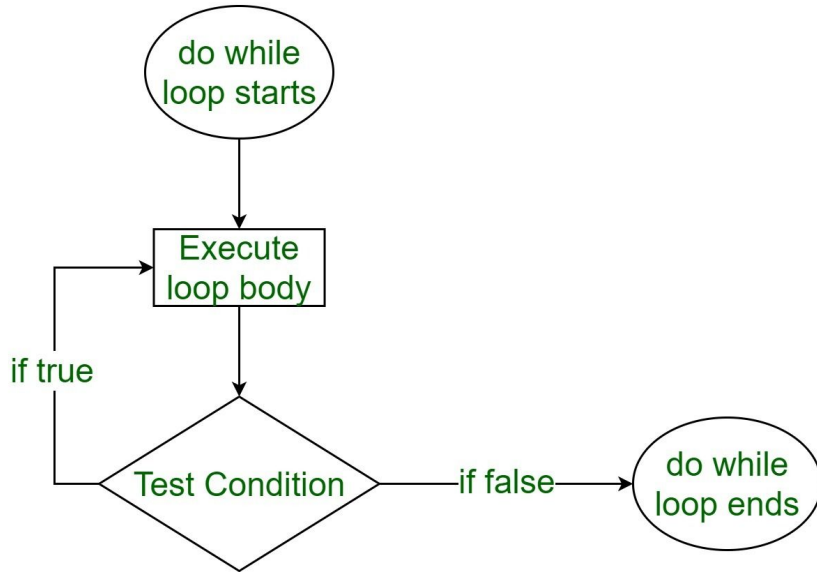 do while
loop starts
Execute
loop body
if true
Test Condition
if false
do while
loop ends